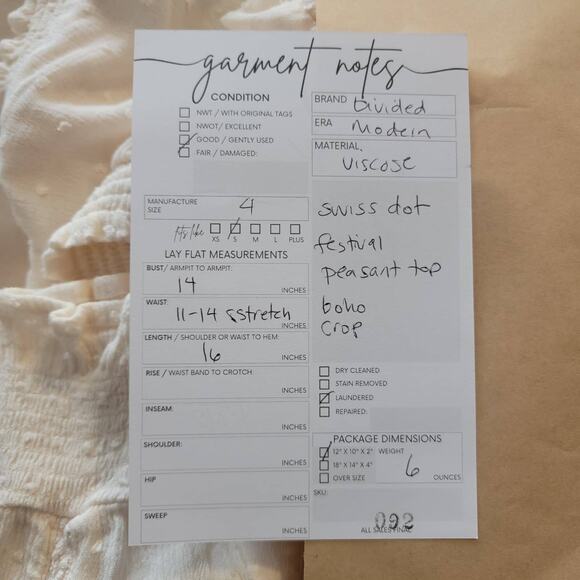 garment notes
CONDITION
NWT / WITH ORIGINAL TAGS
NWOT/ EXCELLENT
GOOD / GENTLY USED
FAIR / DAMAGED:
MANUFACTURE SIZE 4
fits like XS S M L PLUS
LAY FLAT MEASUREMENTS
BUST/ ARMPIT TO ARMPIT:
14 INCHES
WAIST:
11-14 stretch INCHES
LENGTH / SHOULDER OR WAIST TO HEM:
16 INCHES
RISE / WAIST BAND TO CROTCH:
INCHES
INSEAM:
INCHES
SHOULDER:
INCHES
HIP
INCHES
SWEEP
INCHES
BRAND Divided
ERA Modern
MATERIAL
Viscose
swiss dot
festival
peasant top
boho
crop
DRY CLEANED
STAIN REMOVED
LAUNDERED
REPAIRED:
PACKAGE DIMENSIONS
12" X 10" X 2" WEIGHT
18" X 14" X 4" 6
OVER SIZE OUNCES
SKU:
092
ALL SALES FINAL